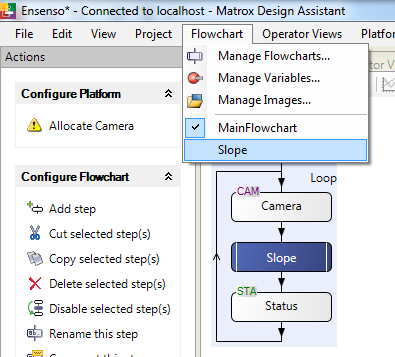 Ensenso* - Connected to localhost - Matrox Design Assistant
File Edit View Project Flowchart Operator Views Platfo
Actions
Manage Flowcharts...
Manage Variables...
Manage Images...
MainFlowchart
Slope
Configure Platform
Allocate Camera
Configure Flowchart
Add step
Cut selected step(s)
Copy selected step(s)
Delete selected step(s)
Disable selected step(s)
Rename this step
Loop
CAM
Camera
Slope
STA
Status